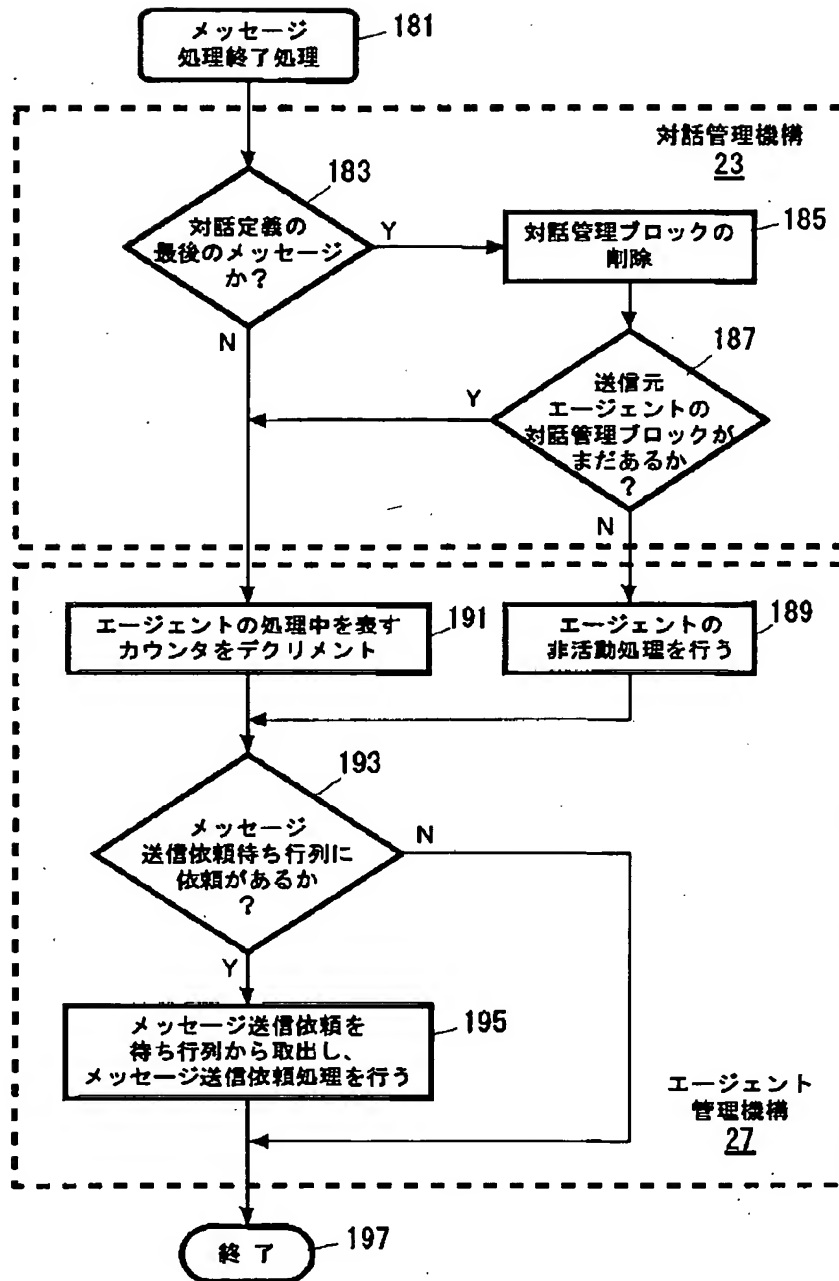 メッセージ
処理終了処理
181
対話管理機構
23
183
対話定義の
最後のメッセージ
か?
Y
対話管理ブロックの
削除
185
N
187
Y
送信元
エージェントの
対話管理ブロックが
まだあるか
?
N
エージェントの処理中を表す
カウンタをデクリメント
191
エージェントの
非活動処理を行う
189
193
メッセージ
送信依頼待ち行列に
依頼があるか
?
N
Y
メッセージ送信依頼を
待ち行列から取出し、
メッセージ送信依頼処理を行う
195
エージェント
管理機構
27
終了
197